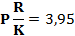 P R/K = 3,95